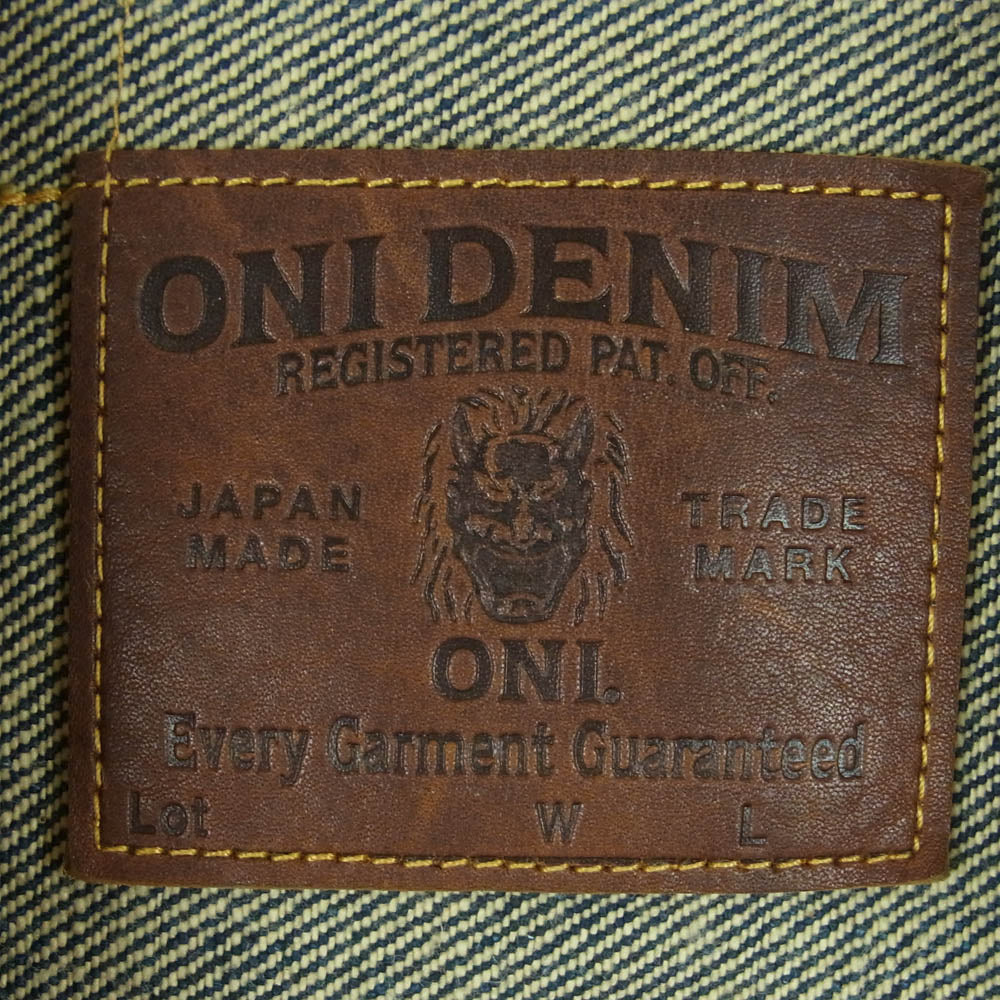 ONI DENIM
REGISTERED PAT. OFF.
JAPAN
MADE
TRADE
MARK
ONI.
Every Garment Guaranteed
Lot W L